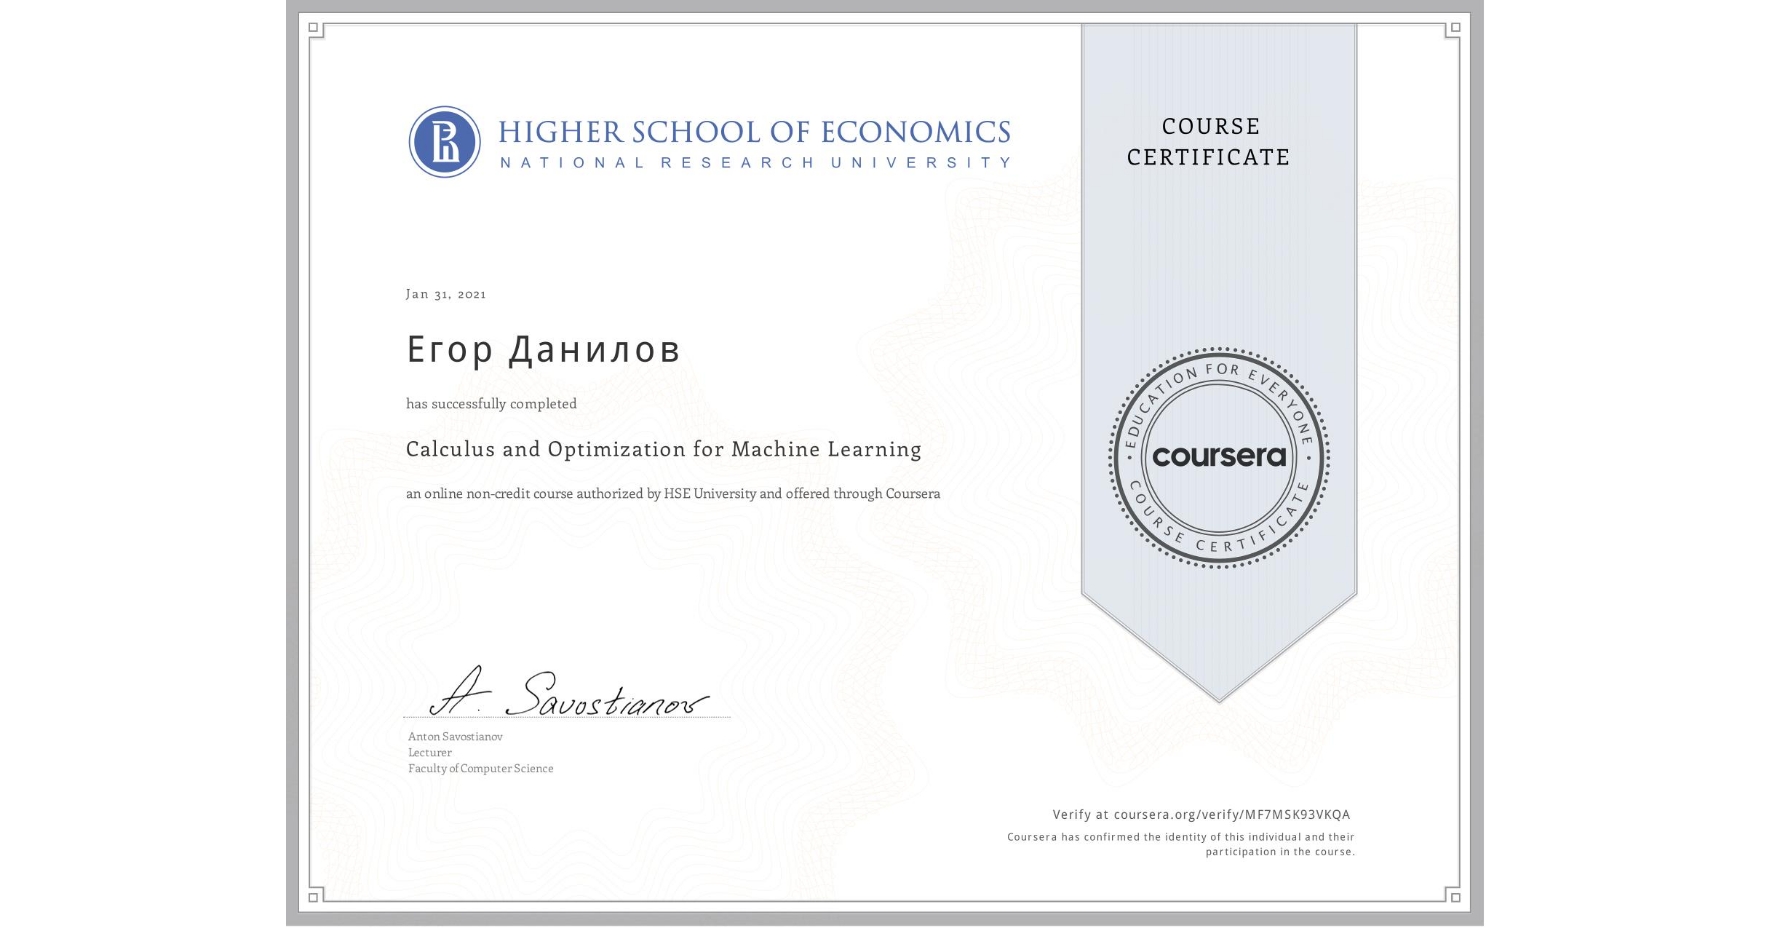 HIGHER SCHOOL OF ECONOMICS
NATIONAL RESEARCH UNIVERSITY
COURSE
CERTIFICATE
Jan 31, 2021
Егор Данилов
has successfully completed
Calculus and Optimization for Machine Learning
an online non-credit course authorized by HSE University and offered through Coursera
EDUCATION FOR EVERYONE
coursera
COURSE CERTIFICATE
A. Savostianov
Anton Savostianov
Lecturer
Faculty of Computer Science
Verify at coursera.org/verify/MF7MSK93VKQA
Coursera has confirmed the identity of this individual and their
participation in the course.